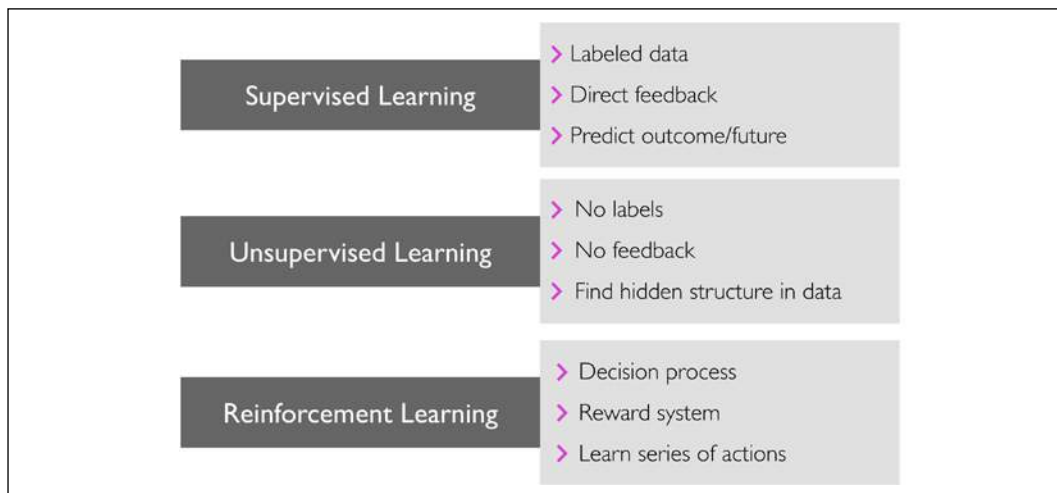 Supervised Learning
Labeled data
Direct feedback
Predict outcome/future
Unsupervised Learning
No labels
No feedback
Find hidden structure in data
Reinforcement Learning
Decision process
Reward system
Learn series of actions